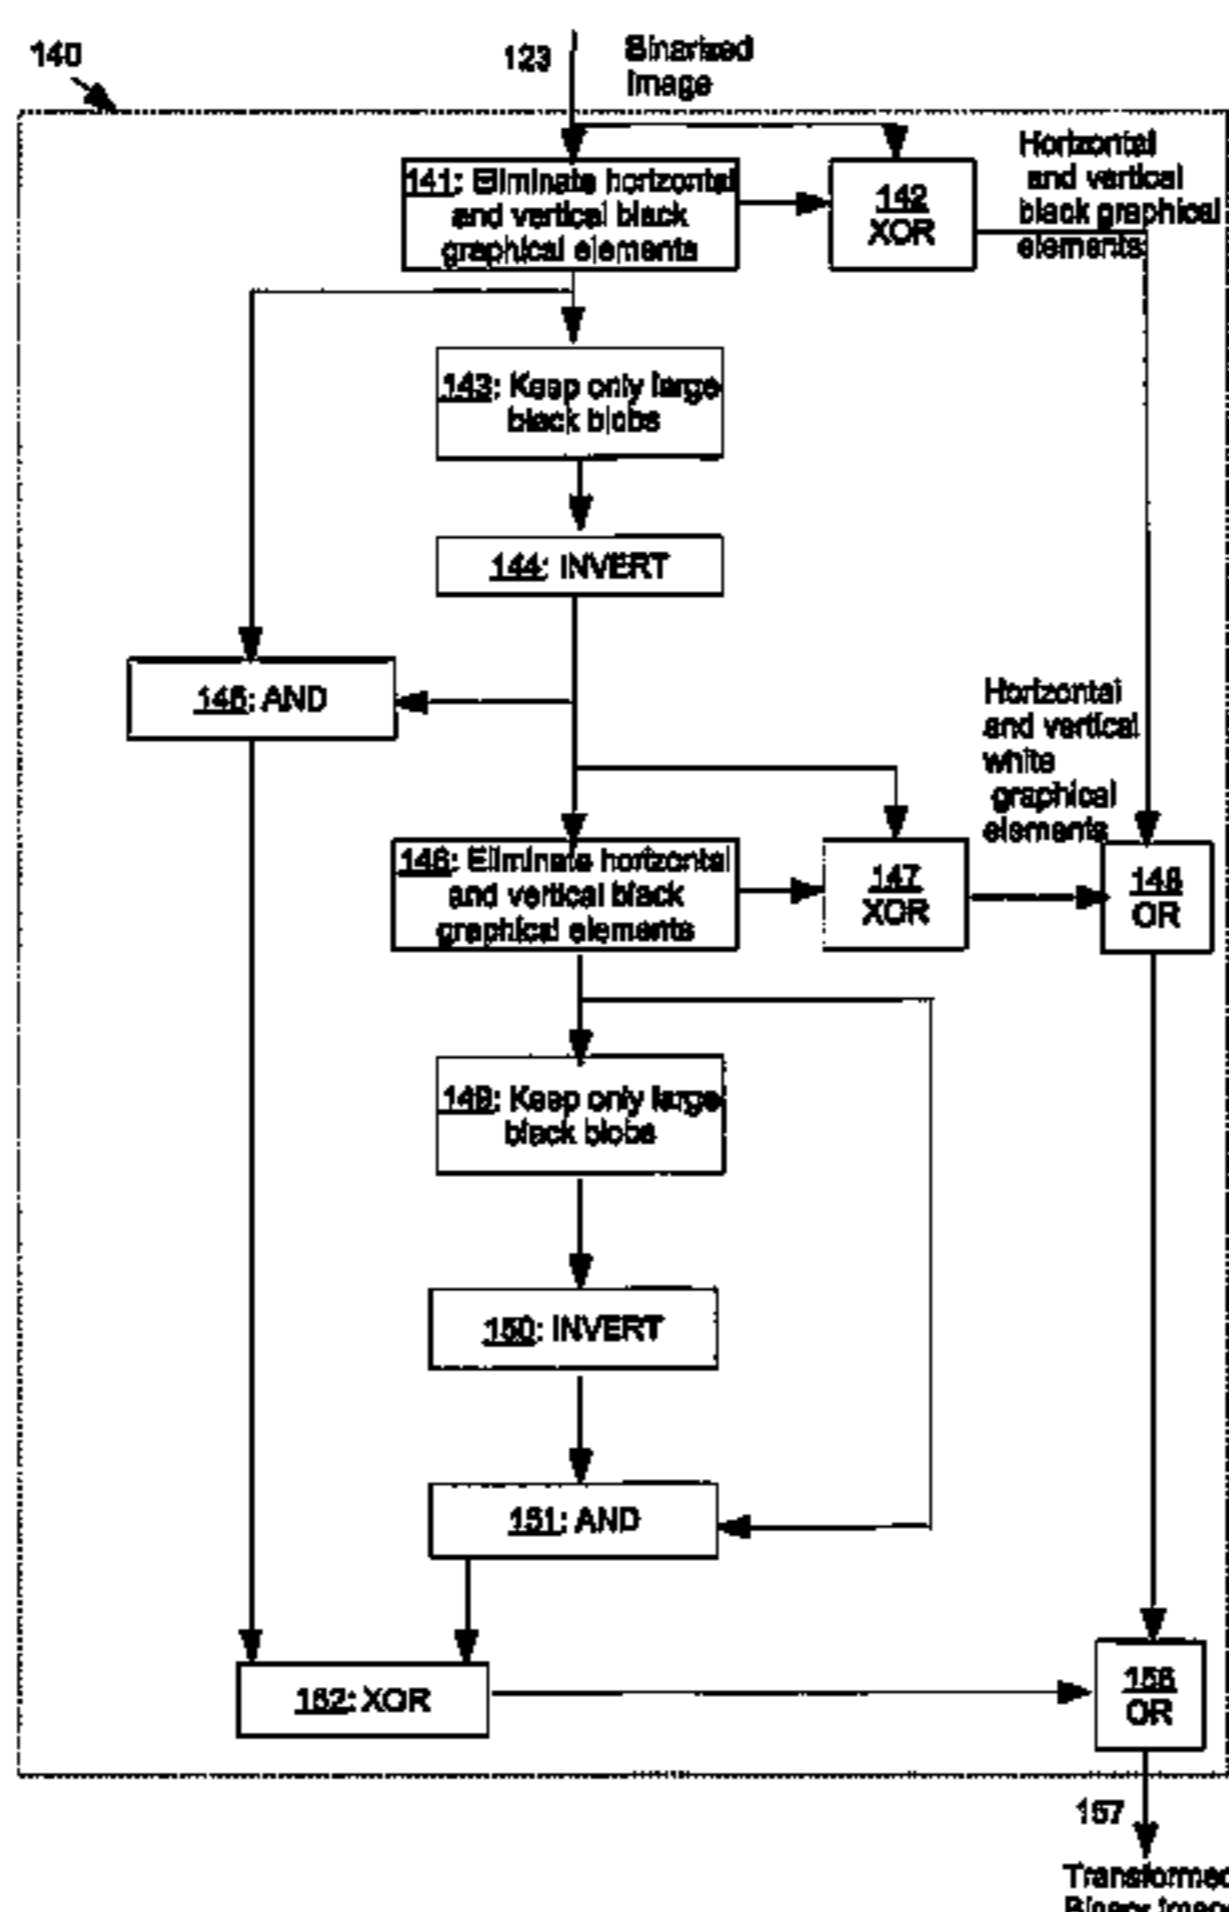 140
123
Binarised
Image
141: Eliminate horizontal
and vertical black
graphical elements
142
XOR
Horizontal
and vertical
black graphical
elements
143: Keep only large
black blobs
144: INVERT
145: AND
Horizontal
and vertical
white
graphical
elements
146: Eliminate horizontal
and vertical black
graphical elements
147
XOR
148
OR
149: Keep only large
black blobs
150: INVERT
151: AND
152: XOR
156
OR
157
Transformed
Binary Image